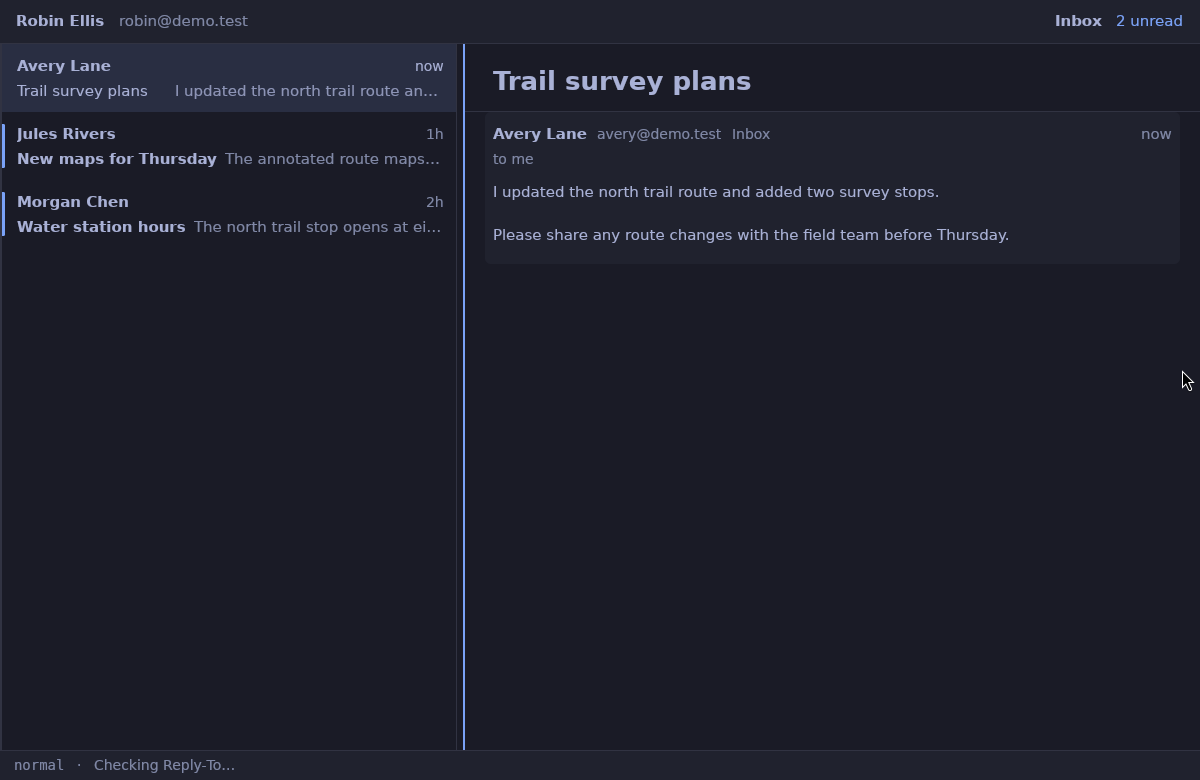 Robin Ellis robin@demo.test
Inbox 2 unread
Avery Lane now
Trail survey plans I updated the north trail route an…
Jules Rivers 1h
New maps for Thursday The annotated route maps…
Morgan Chen 2h
Water station hours The north trail stop opens at ei…
Trail survey plans
Avery Lane avery@demo.test Inbox now
to me
I updated the north trail route and added two survey stops.
Please share any route changes with the field team before Thursday.
normal · Checking Reply-To…